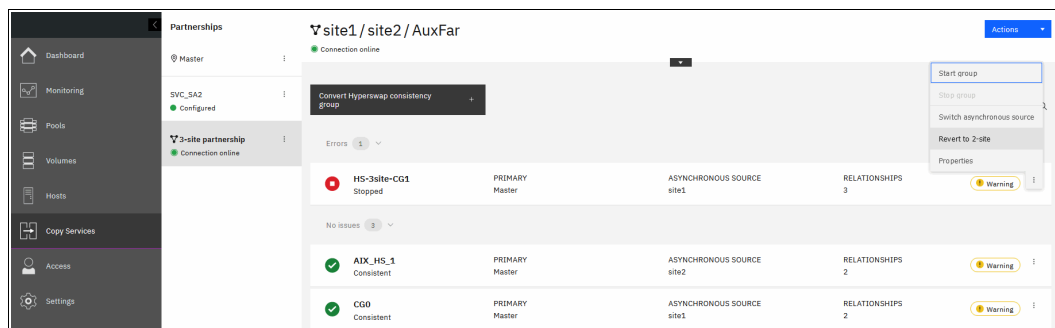 Partnerships
site1 / site2 / AuxFar
Actions
Connection online
Dashboard
Master
Start group
Monitoring
SVC_SA2
Configured
Convert Hyperswap consistency
group
+
Stop group
Switch asynchronous source
Pools
3-site partnership
Connection online
Errors 1
Revert to 2-site
Volumes
Properties
Hosts
HS-3site-CG1
Stopped
PRIMARY
Master
ASYNCHRONOUS SOURCE
site1
RELATIONSHIPS
3
Warning
Copy Services
No issues 3
Access
AIX_HS_1
Consistent
PRIMARY
Master
ASYNCHRONOUS SOURCE
site2
RELATIONSHIPS
2
Warning
Settings
CG0
Consistent
PRIMARY
Master
ASYNCHRONOUS SOURCE
site1
RELATIONSHIPS
2
Warning